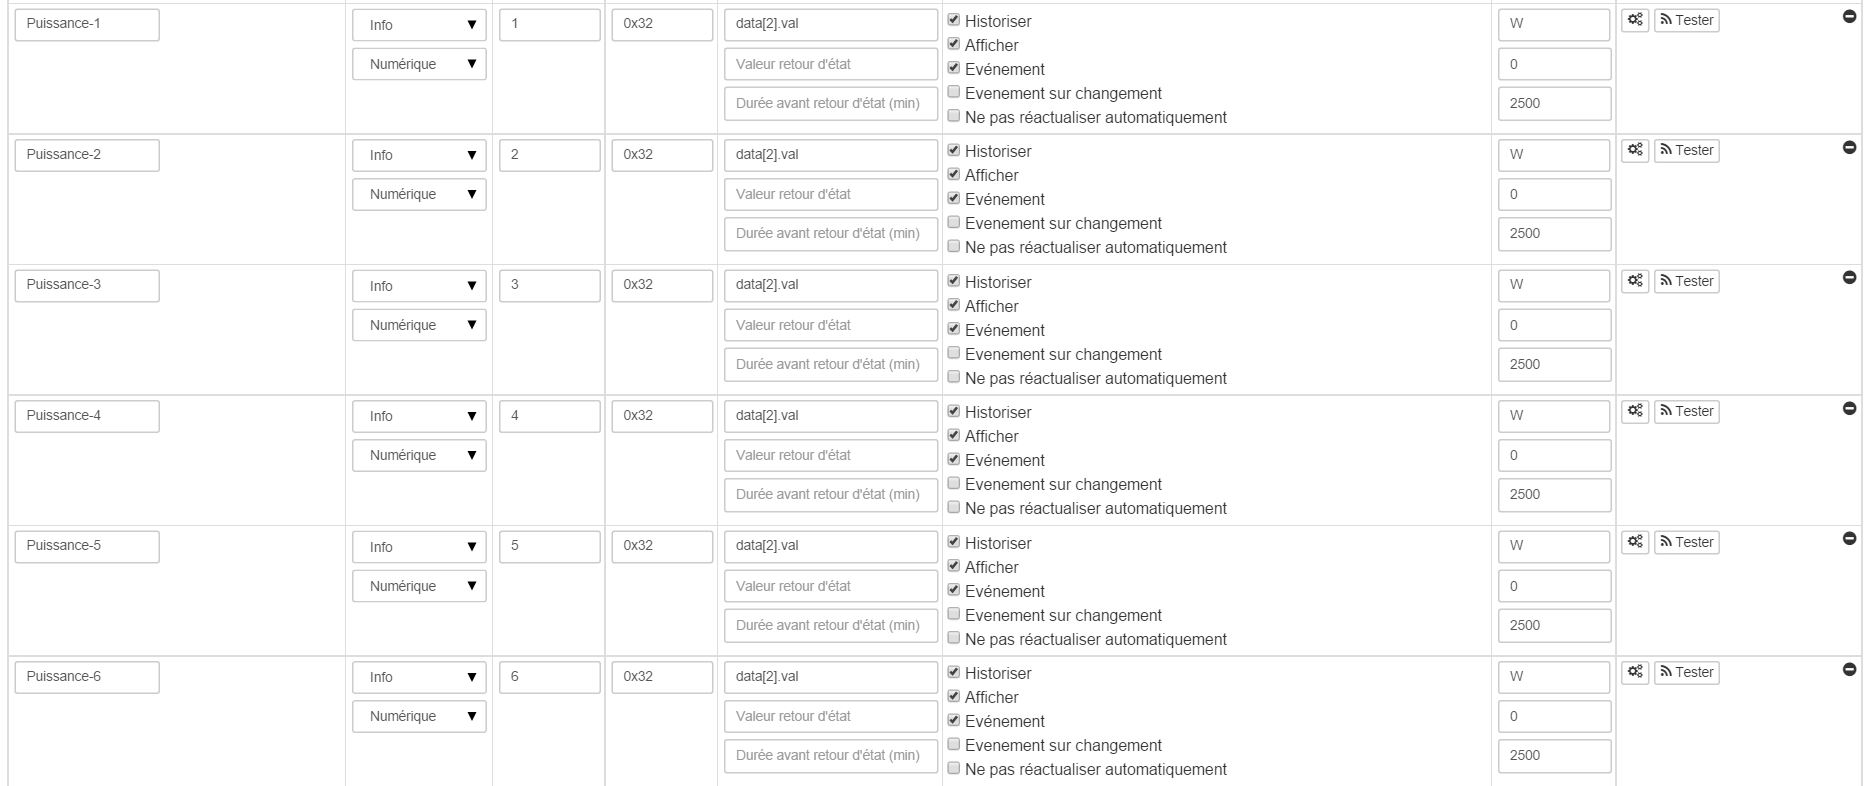 Puissance-1 Info 1 0x32 data[2].val Historiser W Tester
Afficher
Numérique Valeur retour d'état Evénement 0
Evenement sur changement
Durée avant retour d'état (min) Ne pas réactualiser automatiquement 2500
Puissance-2 Info 2 0x32 data[2].val Historiser W Tester
Afficher
Numérique Valeur retour d'état Evénement 0
Evenement sur changement
Durée avant retour d'état (min) Ne pas réactualiser automatiquement 2500
Puissance-3 Info 3 0x32 data[2].val Historiser W Tester
Afficher
Numérique Valeur retour d'état Evénement 0
Evenement sur changement
Durée avant retour d'état (min) Ne pas réactualiser automatiquement 2500
Puissance-4 Info 4 0x32 data[2].val Historiser W Tester
Afficher
Numérique Valeur retour d'état Evénement 0
Evenement sur changement
Durée avant retour d'état (min) Ne pas réactualiser automatiquement 2500
Puissance-5 Info 5 0x32 data[2].val Historiser W Tester
Afficher
Numérique Valeur retour d'état Evénement 0
Evenement sur changement
Durée avant retour d'état (min) Ne pas réactualiser automatiquement 2500
Puissance-6 Info 6 0x32 data[2].val Historiser W Tester
Afficher
Numérique Valeur retour d'état Evénement 0
Evenement sur changement
Durée avant retour d'état (min) Ne pas réactualiser automatiquement 2500